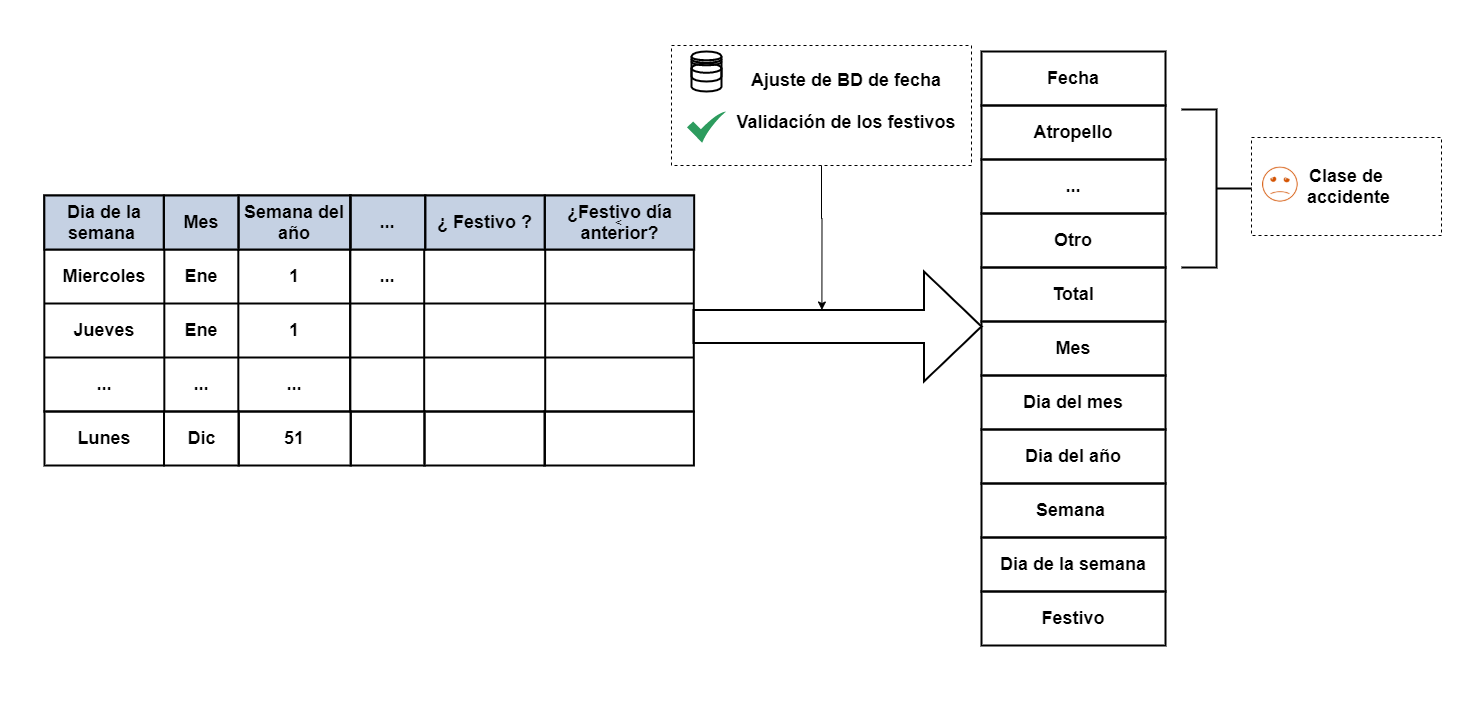 Ajuste de BD de fecha
Validación de los festivos
Dia de la
semana
Mes
Semana del
año
...
¿ Festivo ?
¿Festivo día
anterior?
<
Miercoles
Ene
1
...
Jueves
Ene
1
...
...
...
Lunes
Dic
51
Fecha
Atropello
...
Otro
Total
Mes
Dia del mes
Dia del año
Semana
Dia de la semana
Festivo
Clase de
accidente